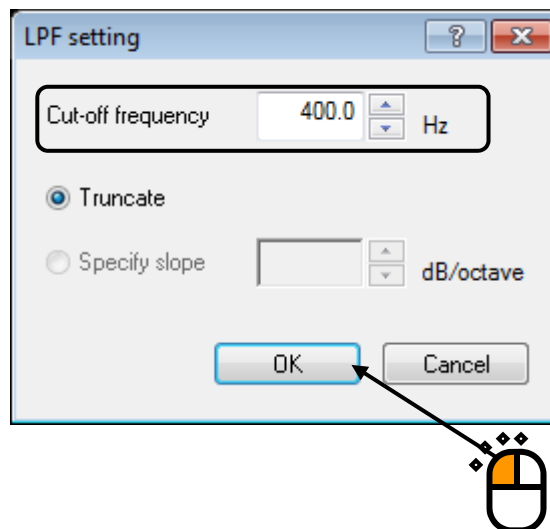 LPF setting
Cut-off frequency 400.0 Hz
Truncate
Specify slope dB/octave
OK Cancel